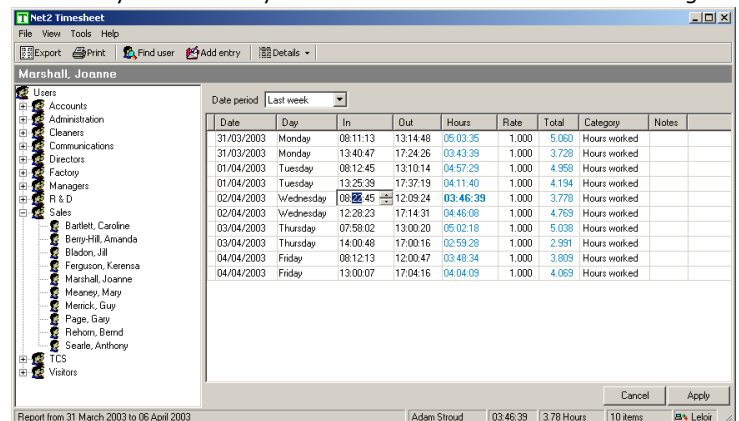 Net2 Timesheet
File View Tools Help
Export Print Find user Add entry Details
Marshall, Joanne
Users
Accounts
Administration
Cleaners
Communications
Directors
Factory
Managers
R & D
Sales
Bartlett, Caroline
Berry-Hill, Amanda
Bladon, Jill
Ferguson, Kerensa
Marshall, Joanne
Meaney, Mary
Merrick, Guy
Page, Gary
Rehorn, Bernd
Searle, Anthony
TCS
Visitors
Date period Last week
Date Day In Out Hours Rate Total Category Notes
31/03/2003 Monday 08:11:13 13:14:48 05:03:35 1.000 5.060 Hours worked
31/03/2003 Monday 13:40:47 17:24:26 03:43:39 1.000 3.728 Hours worked
01/04/2003 Tuesday 08:12:45 13:10:14 04:57:29 1.000 4.958 Hours worked
01/04/2003 Tuesday 13:25:39 17:37:19 04:11:40 1.000 4.194 Hours worked
02/04/2003 Wednesday 08:22:45 12:09:24 03:46:39 1.000 3.778 Hours worked
02/04/2003 Wednesday 12:28:23 17:14:31 04:46:08 1.000 4.769 Hours worked
03/04/2003 Thursday 07:58:02 13:00:20 05:02:18 1.000 5.038 Hours worked
03/04/2003 Thursday 14:00:48 17:00:16 02:59:28 1.000 2.991 Hours worked
04/04/2003 Friday 08:12:13 12:00:47 03:48:34 1.000 3.809 Hours worked
04/04/2003 Friday 13:00:07 17:04:16 04:04:09 1.000 4.069 Hours worked
Cancel Apply
Report from 31 March 2003 to 06 April 2003 Adam Stroud 03:46:39 3.78 Hours 10 items Leloir